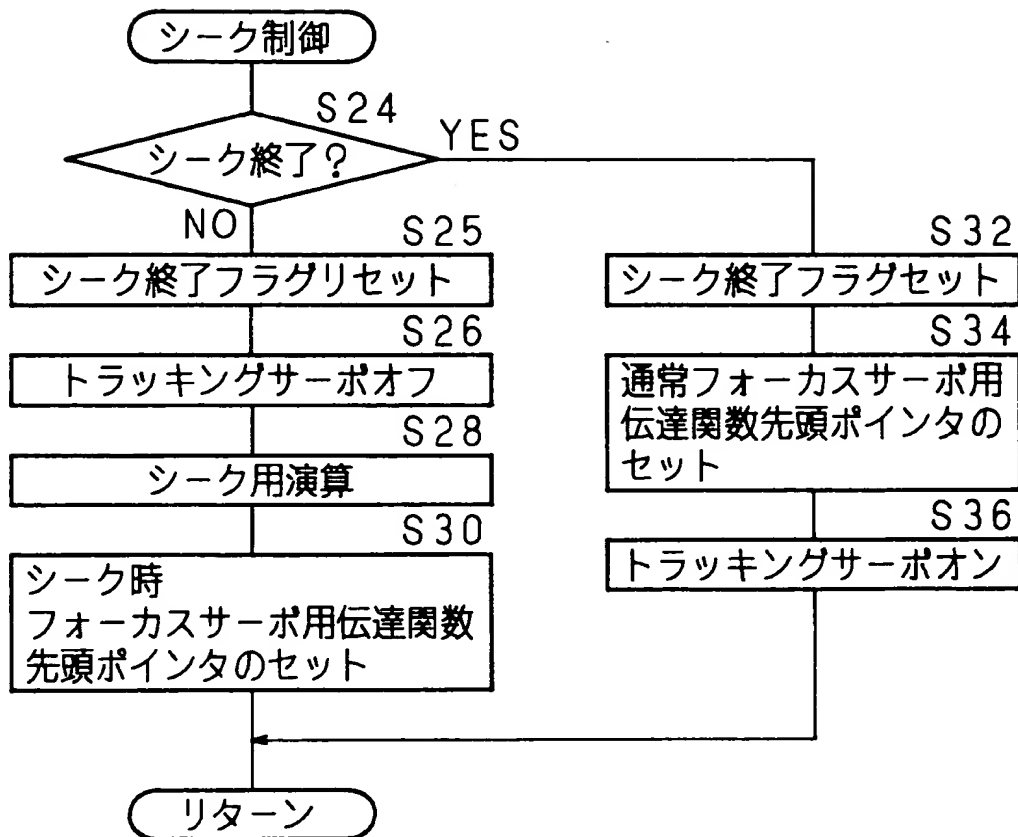 シーク制御
S24
シーク終了?
YES
NO
S25
シーク終了フラグリセット
S26
トラッキングサーボオフ
S28
シーク用演算
S30
シーク時
フォーカスサーボ用伝達関数
先頭ポインタのセット
S32
シーク終了フラグセット
S34
通常フォーカスサーボ用
伝達関数先頭ポインタの
セット
S36
トラッキングサーボオン
リターン